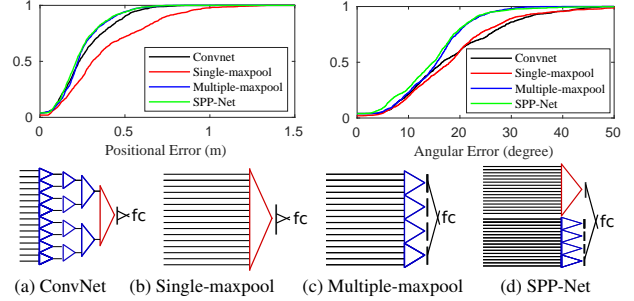 1
0.5
0
0
0.5
1
1.5
Positional Error (m)
Convnet
Single-maxpool
Multiple-maxpool
SPP-Net
1
0.5
0
0
10
20
30
40
50
Angular Error (degree)
Convnet
Single-maxpool
Multiple-maxpool
SPP-Net
fc
fc
fc
fc
(a) ConvNet
(b) Single-maxpool
(c) Multiple-maxpool
(d) SPP-Net